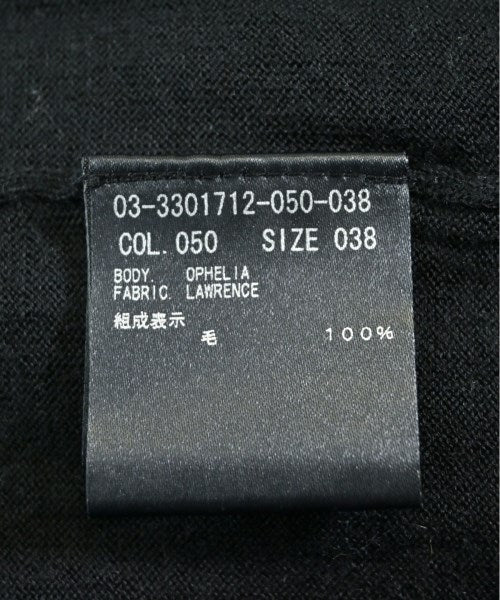 03-3301712-050-038
COL. 050 SIZE 038
BODY. OPHELIA
FABRIC. LAWRENCE
組成表示
毛 100%